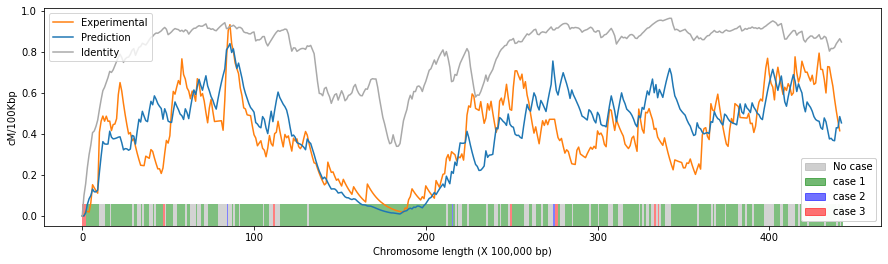 1.0
0.8
0.6
0.4
0.2
0.0
cM/100Kbp
Experimental
Prediction
Identity
No case
case 1
case 2
case 3
0 100 200 300 400
Chromosome length (X 100,000 bp)